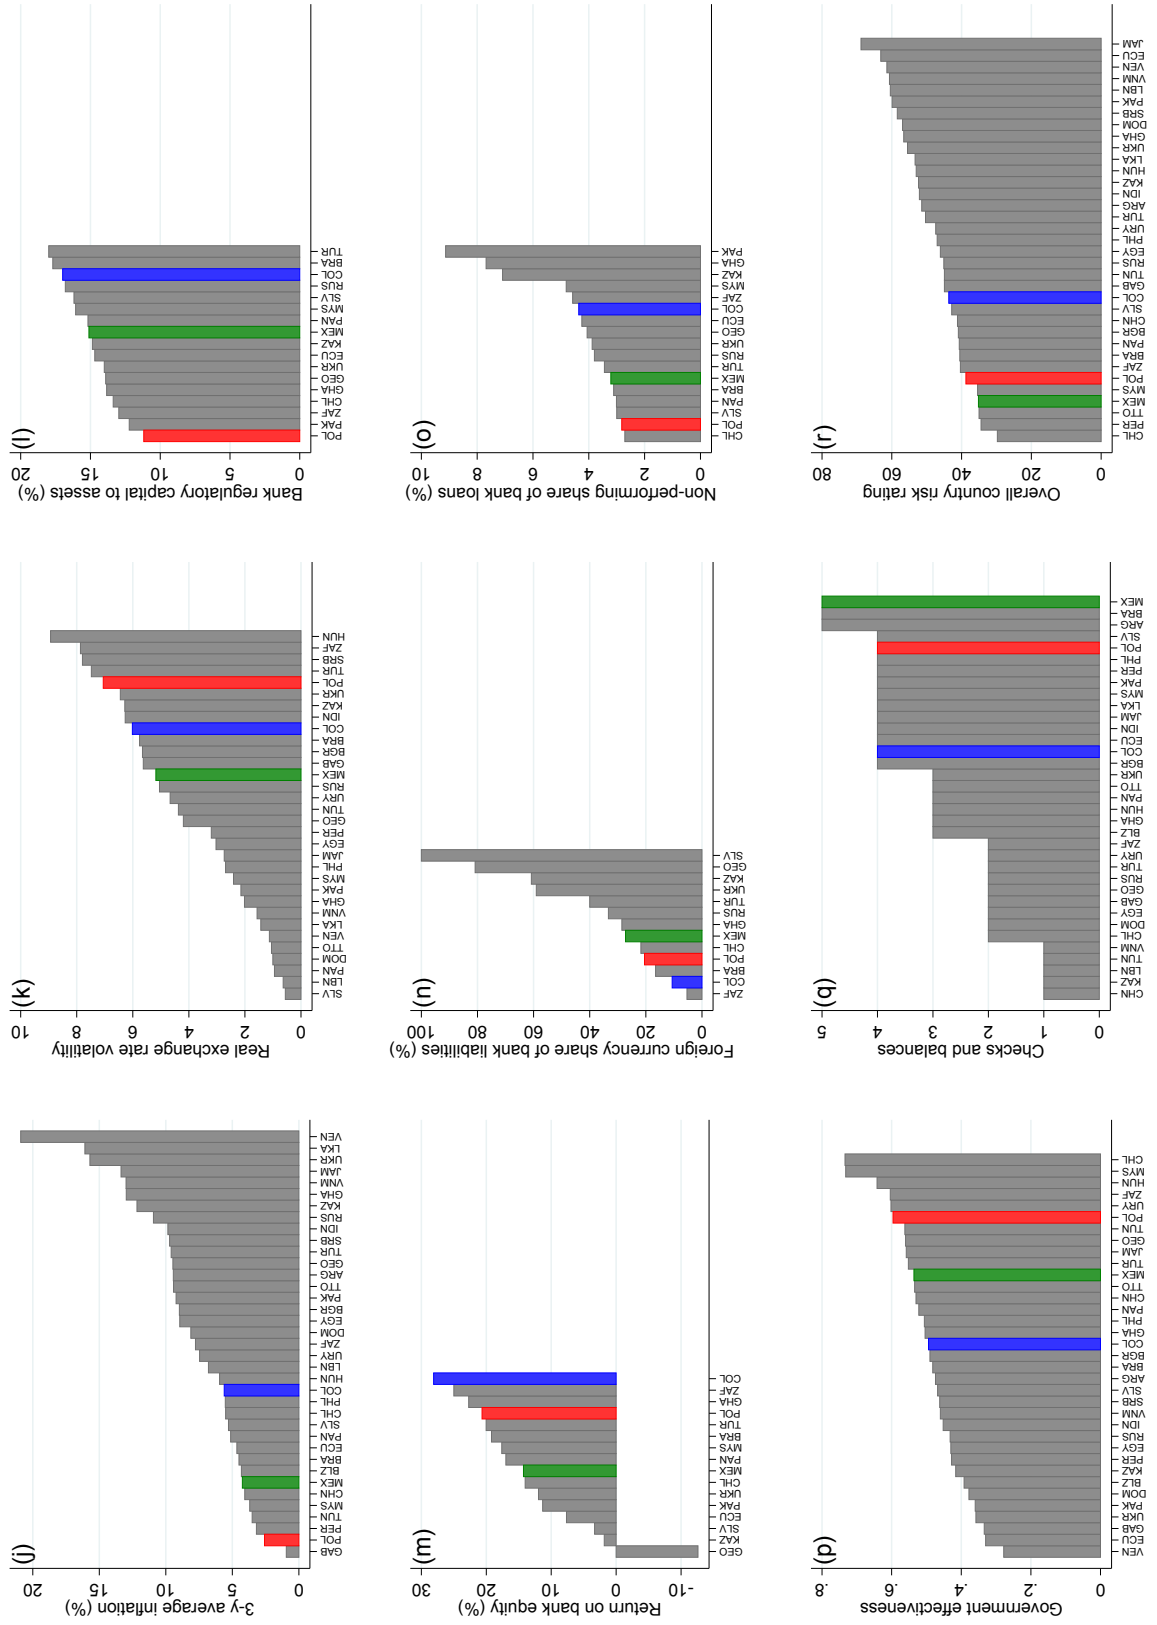 (j)
3-y average inflation (%)
0 5 10 15 20
GAB
POL
PER
TUN
MYS
CHN
MEX
BLZ
BRA
ECU
PAN
SLV
CHL
PHL
COL
HUN
LBN
URY
ZAF
DOM
EGY
BGR
PAK
TTO
ARG
GEO
TUR
SRB
IDN
RUS
KAZ
GHA
VNM
JAM
UKR
LKA
VEN
(k)
Real exchange rate volatility
0 2 4 6 8 10
SLV
LBN
PAN
DOM
TTO
VEN
LKA
VNM
GHA
PAK
MYS
PHL
JAM
EGY
PER
GEO
TUN
URY
RUS
MEX
GAB
BGR
BRA
COL
IDN
KAZ
UKR
POL
TUR
SRB
ZAF
HUN
(l)
Bank regulatory capital to assets (%)
0 5 10 15 20
POL
PAK
ZAF
CHL
GHA
GEO
UKR
ECU
KAZ
MEX
PAN
MYS
SLV
RUS
COL
BRA
TUR
(m)
Return on bank equity (%)
-10 0 10 20 30
GEO
KAZ
SLV
ECU
PAK
UKR
CHL
MEX
PAN
MYS
BRA
TUR
POL
GHA
ZAF
COL
(n)
Foreign currency share of bank liabilities (%)
0 20 40 60 80 100
ZAF
COL
BRA
POL
CHL
MEX
GHA
RUS
TUR
UKR
KAZ
GEO
SLV
(o)
Non-performing share of bank loans (%)
0 2 4 6 8 10
CHL
POL
SLV
PAN
BRA
MEX
TUR
RUS
UKR
GEO
ECU
COL
ZAF
MYS
KAZ
GHA
PAK
(p)
Government effectiveness
0 .2 .4 .6 .8
VEN
ECU
GAB
UKR
PAK
DOM
BLZ
KAZ
PER
EGY
RUS
IDN
VNM
SRB
SLV
ARG
BRA
BGR
COL
GHA
PHL
PAN
CHN
TTO
MEX
TUR
JAM
GEO
TUN
POL
URY
ZAF
HUN
MYS
CHL
(q)
Checks and balances
0 1 2 3 4 5
CHN
KAZ
LBN
TUN
VNM
CHL
DOM
EGY
GAB
GEO
RUS
TUR
URY
ZAF
BLZ
GHA
HUN
PAN
TTO
UKR
BGR
COL
ECU
IDN
JAM
LKA
MYS
PAK
PER
PHL
POL
SLV
ARG
BRA
MEX
(r)
Overall country risk rating
0 20 40 60 80
CHL
PER
TTO
MEX
MYS
POL
ZAF
BRA
PAN
BGR
CHN
SLV
COL
GAB
TUN
RUS
EGY
PHL
URY
TUR
ARG
IDN
KAZ
HUN
LKA
UKR
GHA
DOM
SRB
PAK
LBN
VNM
VEN
ECU
JAM